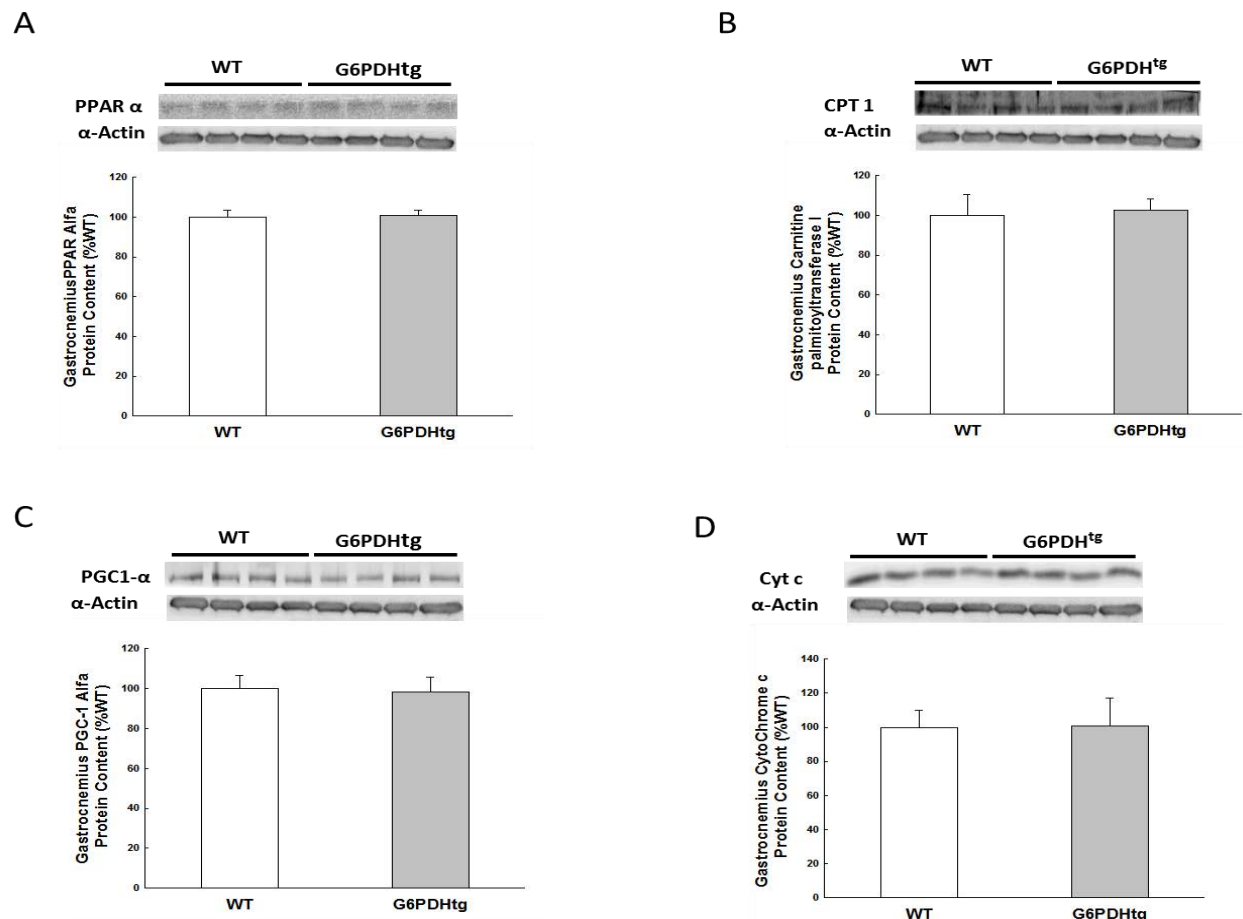 A
WT G6PDHtg
PPAR α
α-Actin
GastrocnemiusPPAR Alfa
Protein Content (%WT)
120
100
80
60
40
20
0
WT G6PDHtg
B
WT G6PDHtg
CPT 1
α-Actin
Gastrocnemius Carnitine
palmitoyltransferase I
Protein Content (%WT)
120
100
80
60
40
20
0
WT G6PDHtg
C
WT G6PDHtg
PGC1-α
α-Actin
Gastrocnemius PGC-1 Alfa
Protein Content (%WT)
120
100
80
60
40
20
0
WT G6PDHtg
D
WT G6PDHtg
Cyt c
α-Actin
Gastrocnemius CytoChrome c
Protein Content (%WT)
140
120
100
80
60
40
20
0
WT G6PDHtg